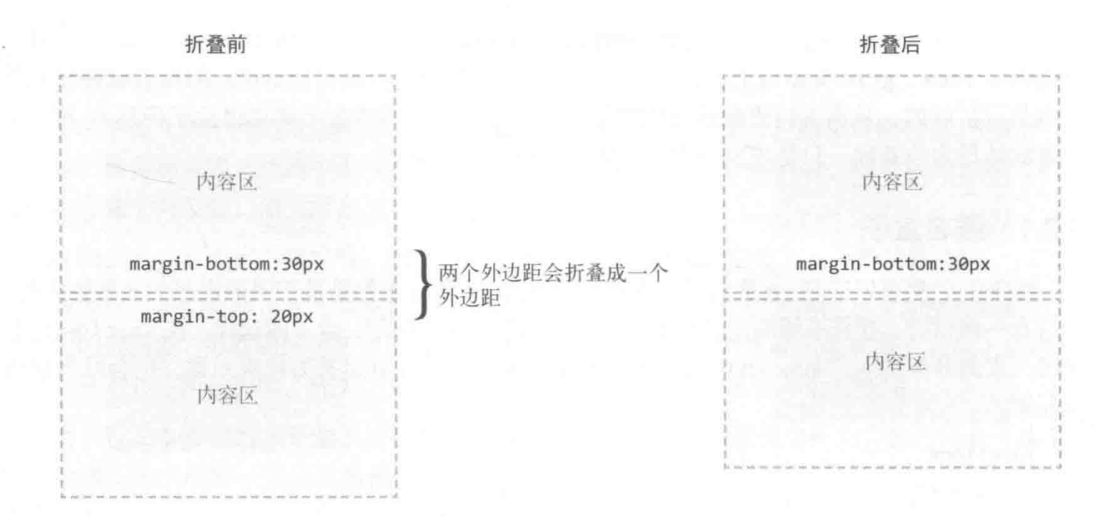 折叠前
折叠后
内容区
内容区
margin-bottom:30px
两个外边距会折叠成一个
外边距
margin-bottom:30px
margin-top: 20px
内容区
内容区